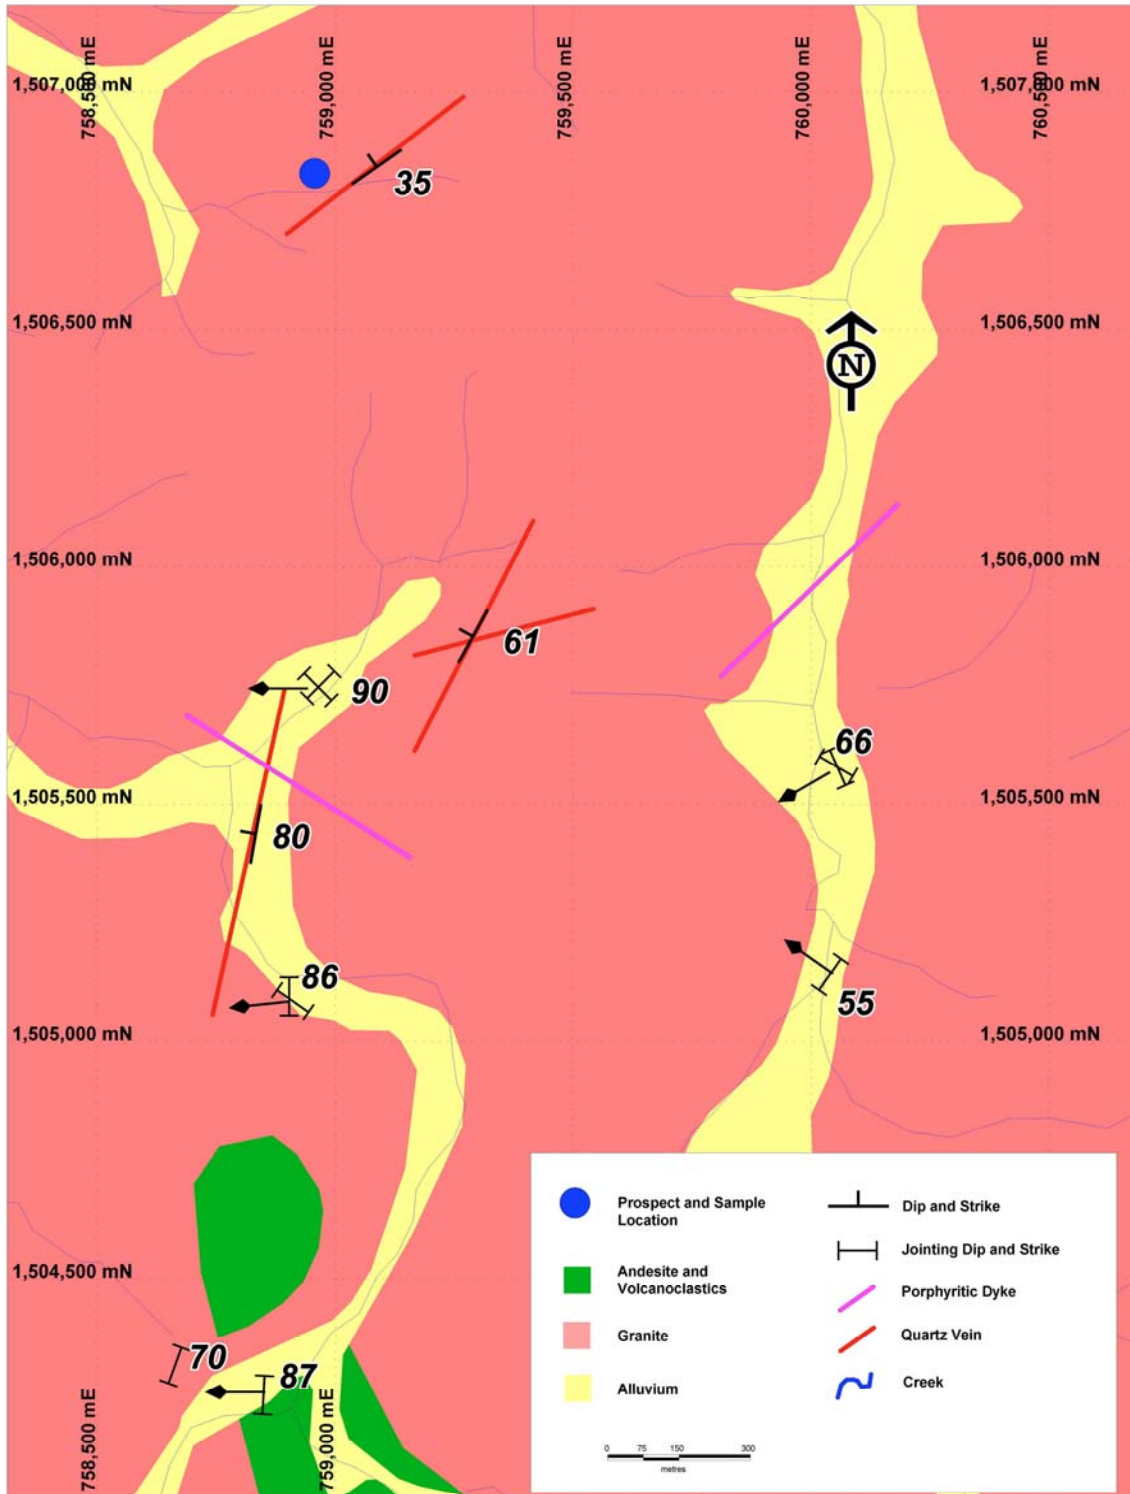 758,500 mE
759,000 mE
759,500 mE
760,000 mE
760,500 mE
1,507,000 mN
1,507,000 mN
35
1,506,500 mN
1,506,500 mN
N
1,506,000 mN
1,506,000 mN
61
90
66
1,505,500 mN
1,505,500 mN
80
86
55
1,505,000 mN
1,505,000 mN
1,504,500 mN
70
87
758,500 mE
759,000 mE
Prospect and Sample
Location
Andesite and
Volcanoclastics
Granite
Alluvium
Dip and Strike
Jointing Dip and Strike
Porphyritic Dyke
Quartz Vein
Creek
0 75 150 300
metres